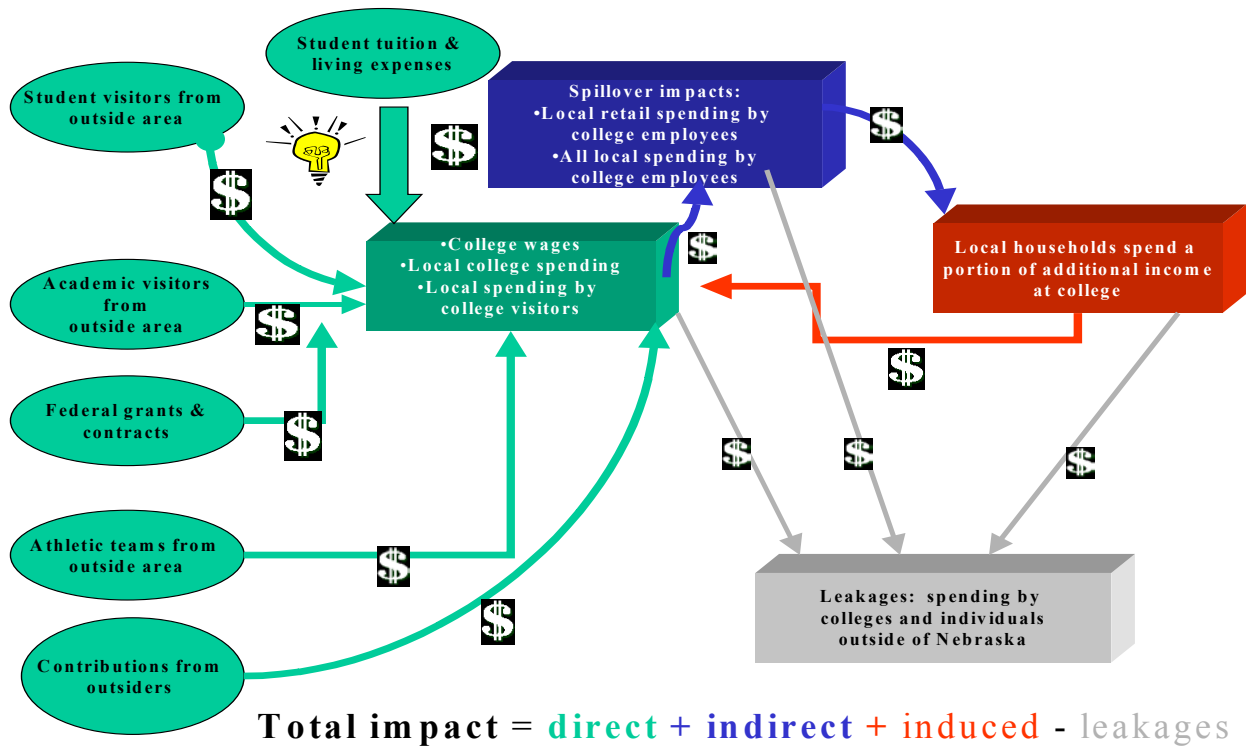 Student tuition &
living expenses
Student visitors from
outside area
$
$
Spillover impacts:
•Local retail spending by
college employees
•All local spending by
college employees
$
•College wages
•Local college spending
•Local spending by
college visitors
$
Local households spend a
portion of additional income
at college
Academic visitors
from
outside area
$
$
Federal grants &
contracts
$
$
$
$
Athletic teams from
outside area
$
Leakages: spending by
colleges and individuals
outside of Nebraska
$
Contributions from
outsiders
Total impact = direct + indirect + induced - leakages